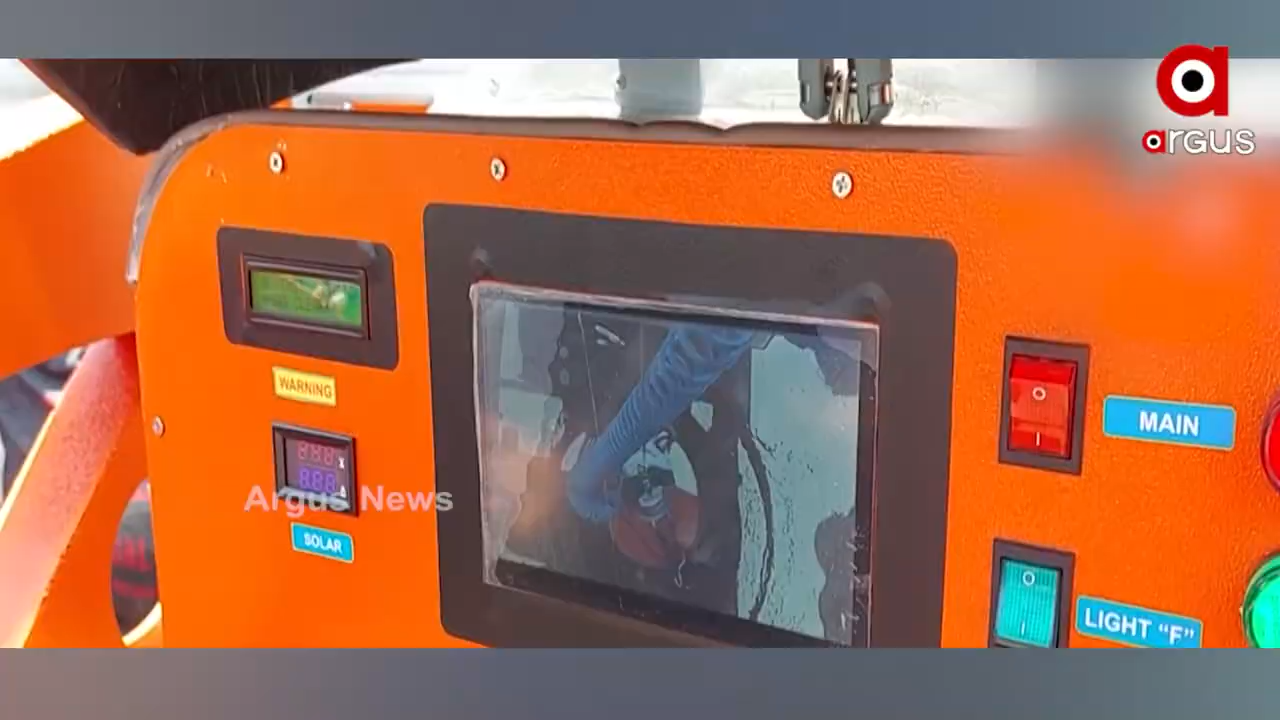 argus
WARNING
MAIN
Argus News
SOLAR
LIGHT "F"